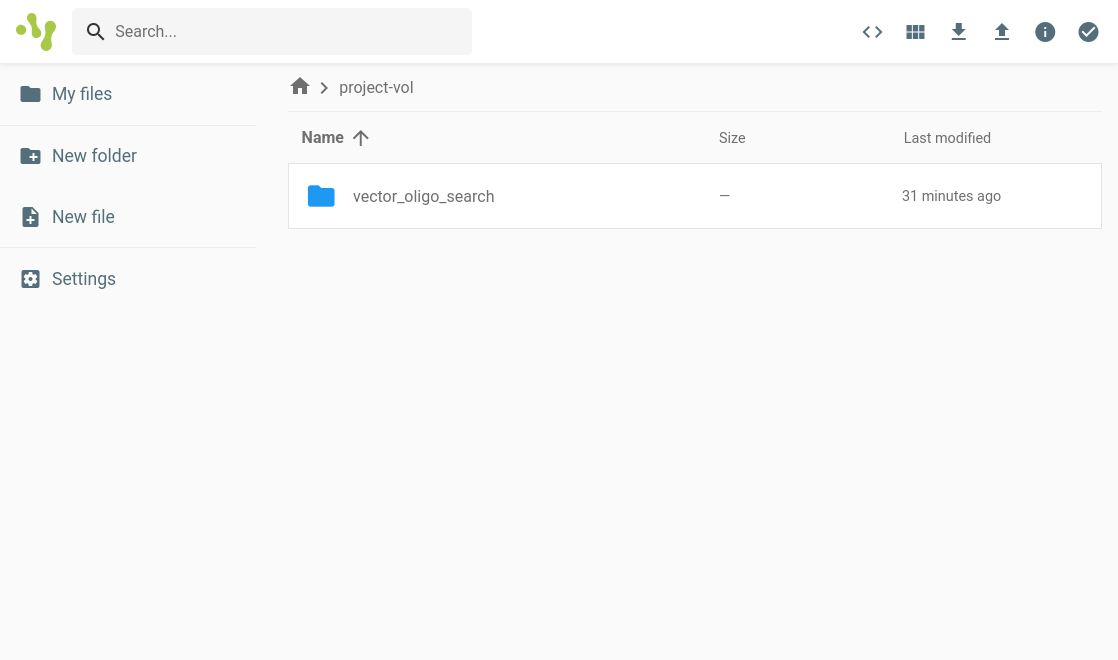 Search...
My files
New folder
New file
Settings
project-vol
Name Size Last modified
vector_oligo_search — 31 minutes ago